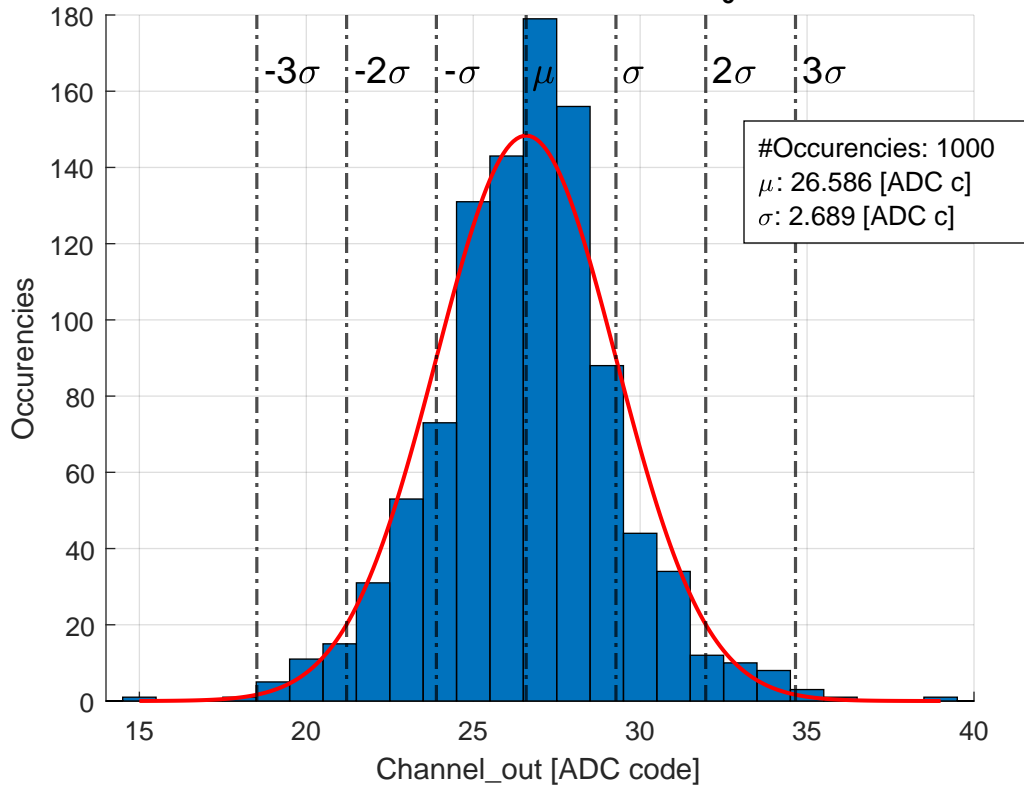 180
160
140
120
100
80
60
40
20
0
-3σ
-2σ
-σ
μ
σ
2σ
3σ
#Occurencies: 1000
μ: 26.586 [ADC c]
σ: 2.689 [ADC c]
Occurencies
15
20
25
30
35
40
Channel_out [ADC code]